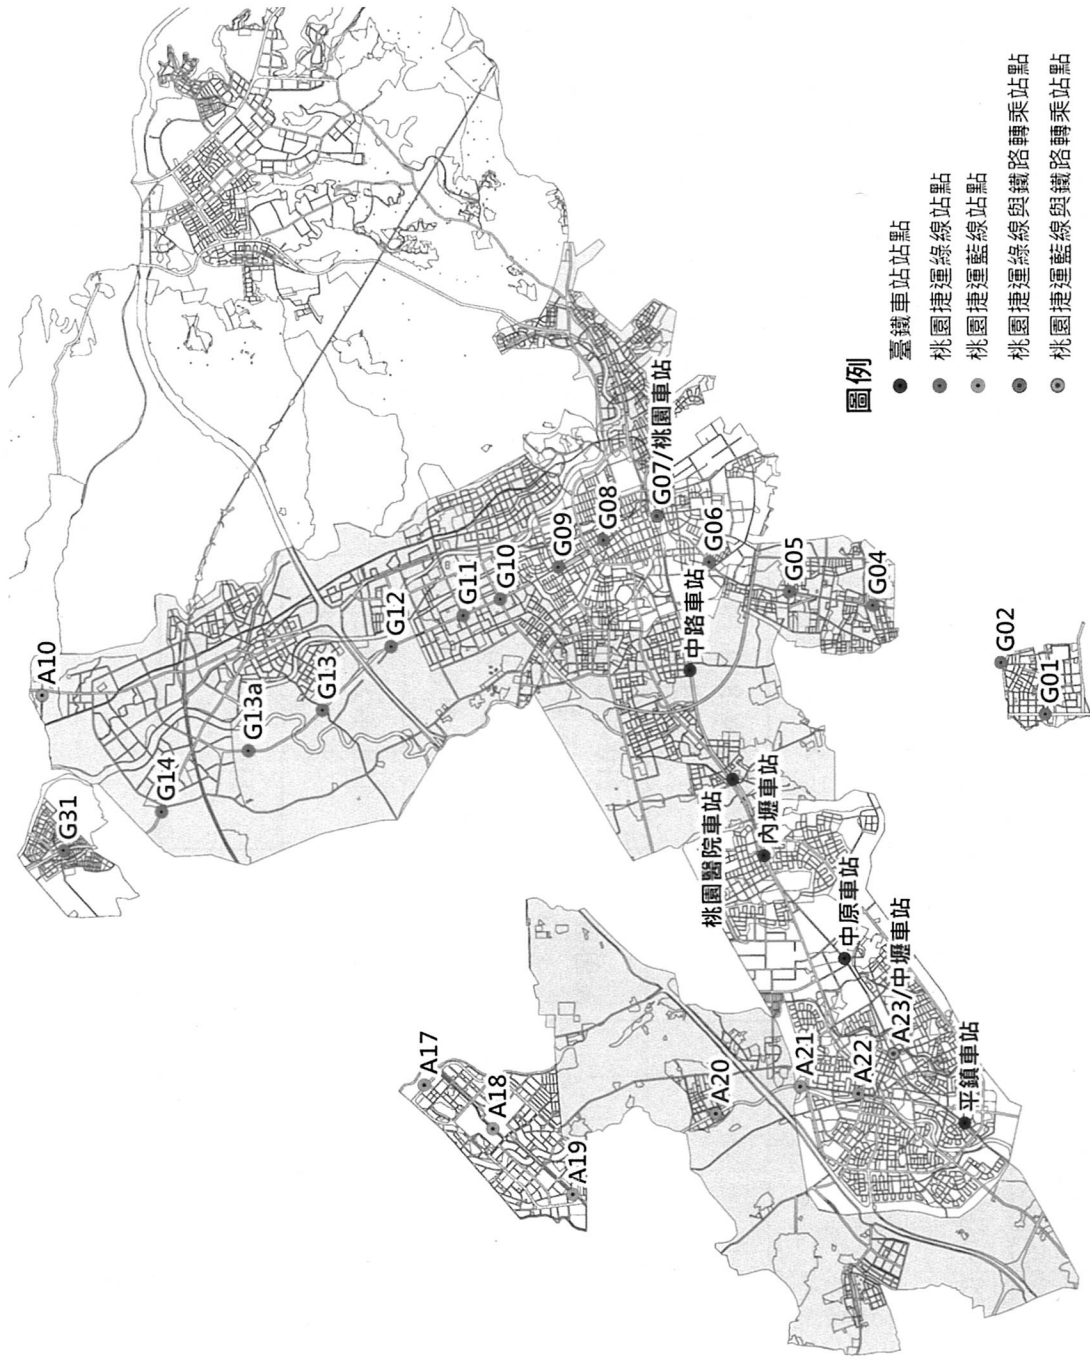 A10
G31
G14
G13a
G13
G12
G11
G10
G09
G08
G07/桃園車站
G06
G05
G04
G02
G01
中路車站
桃園醫院車站
內壢車站
中原車站
A23/中壢車站
平鎮車站
A22
A21
A20
A19
A18
A17
圖例
臺鐵車站站點
桃園捷運綠線站點
桃園捷運藍線站點
桃園捷運綠線與鐵路轉乘站點
桃園捷運藍線與鐵路轉乘站點